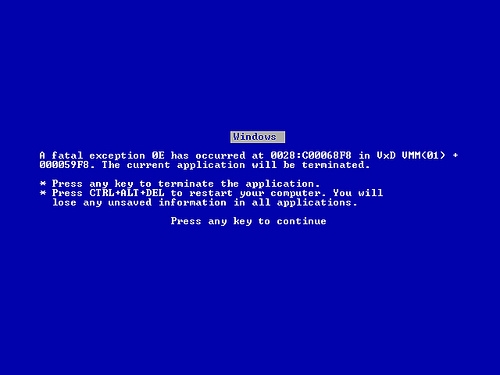 Windows
A fatal exception 0E has occurred at 0028:C00068F8 in VxD VMM(01) +
000059F8. The current application will be terminated.
* Press any key to terminate the application.
* Press CTRL+ALT+DEL to restart your computer. You will
lose any unsaved information in all applications.
Press any key to continue